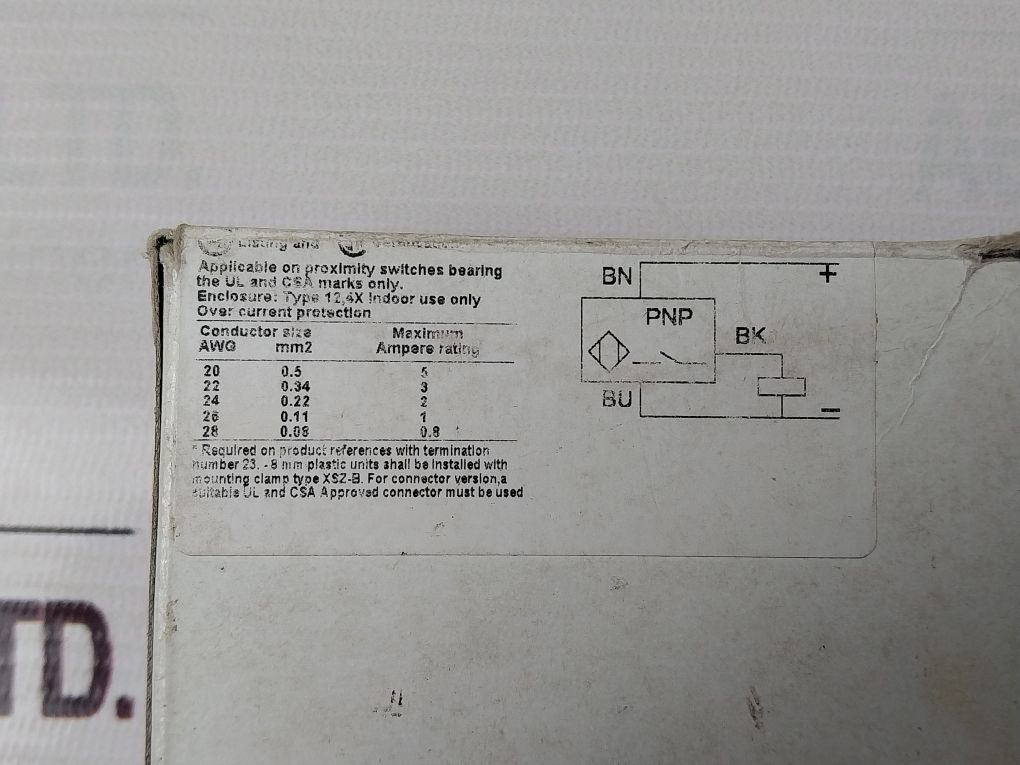 Listing and
Applicable on proximity switches bearing
the UL and CSA marks only.
Enclosure: Type 12,4X Indoor use only
Over current protection
Conductor size Maximum
AWG mm2 Ampere rating
20 0.5 5
22 0.34 3
24 0.22 2
26 0.11 1
28 0.08 0.8
* Required on product references with termination
number 23. - 8 mm plastic units shall be installed with
mounting clamp type XSZ-B. For connector version,a
suitable UL and CSA Approved connector must be used
BN +
PNP
BK
BU −
TD.